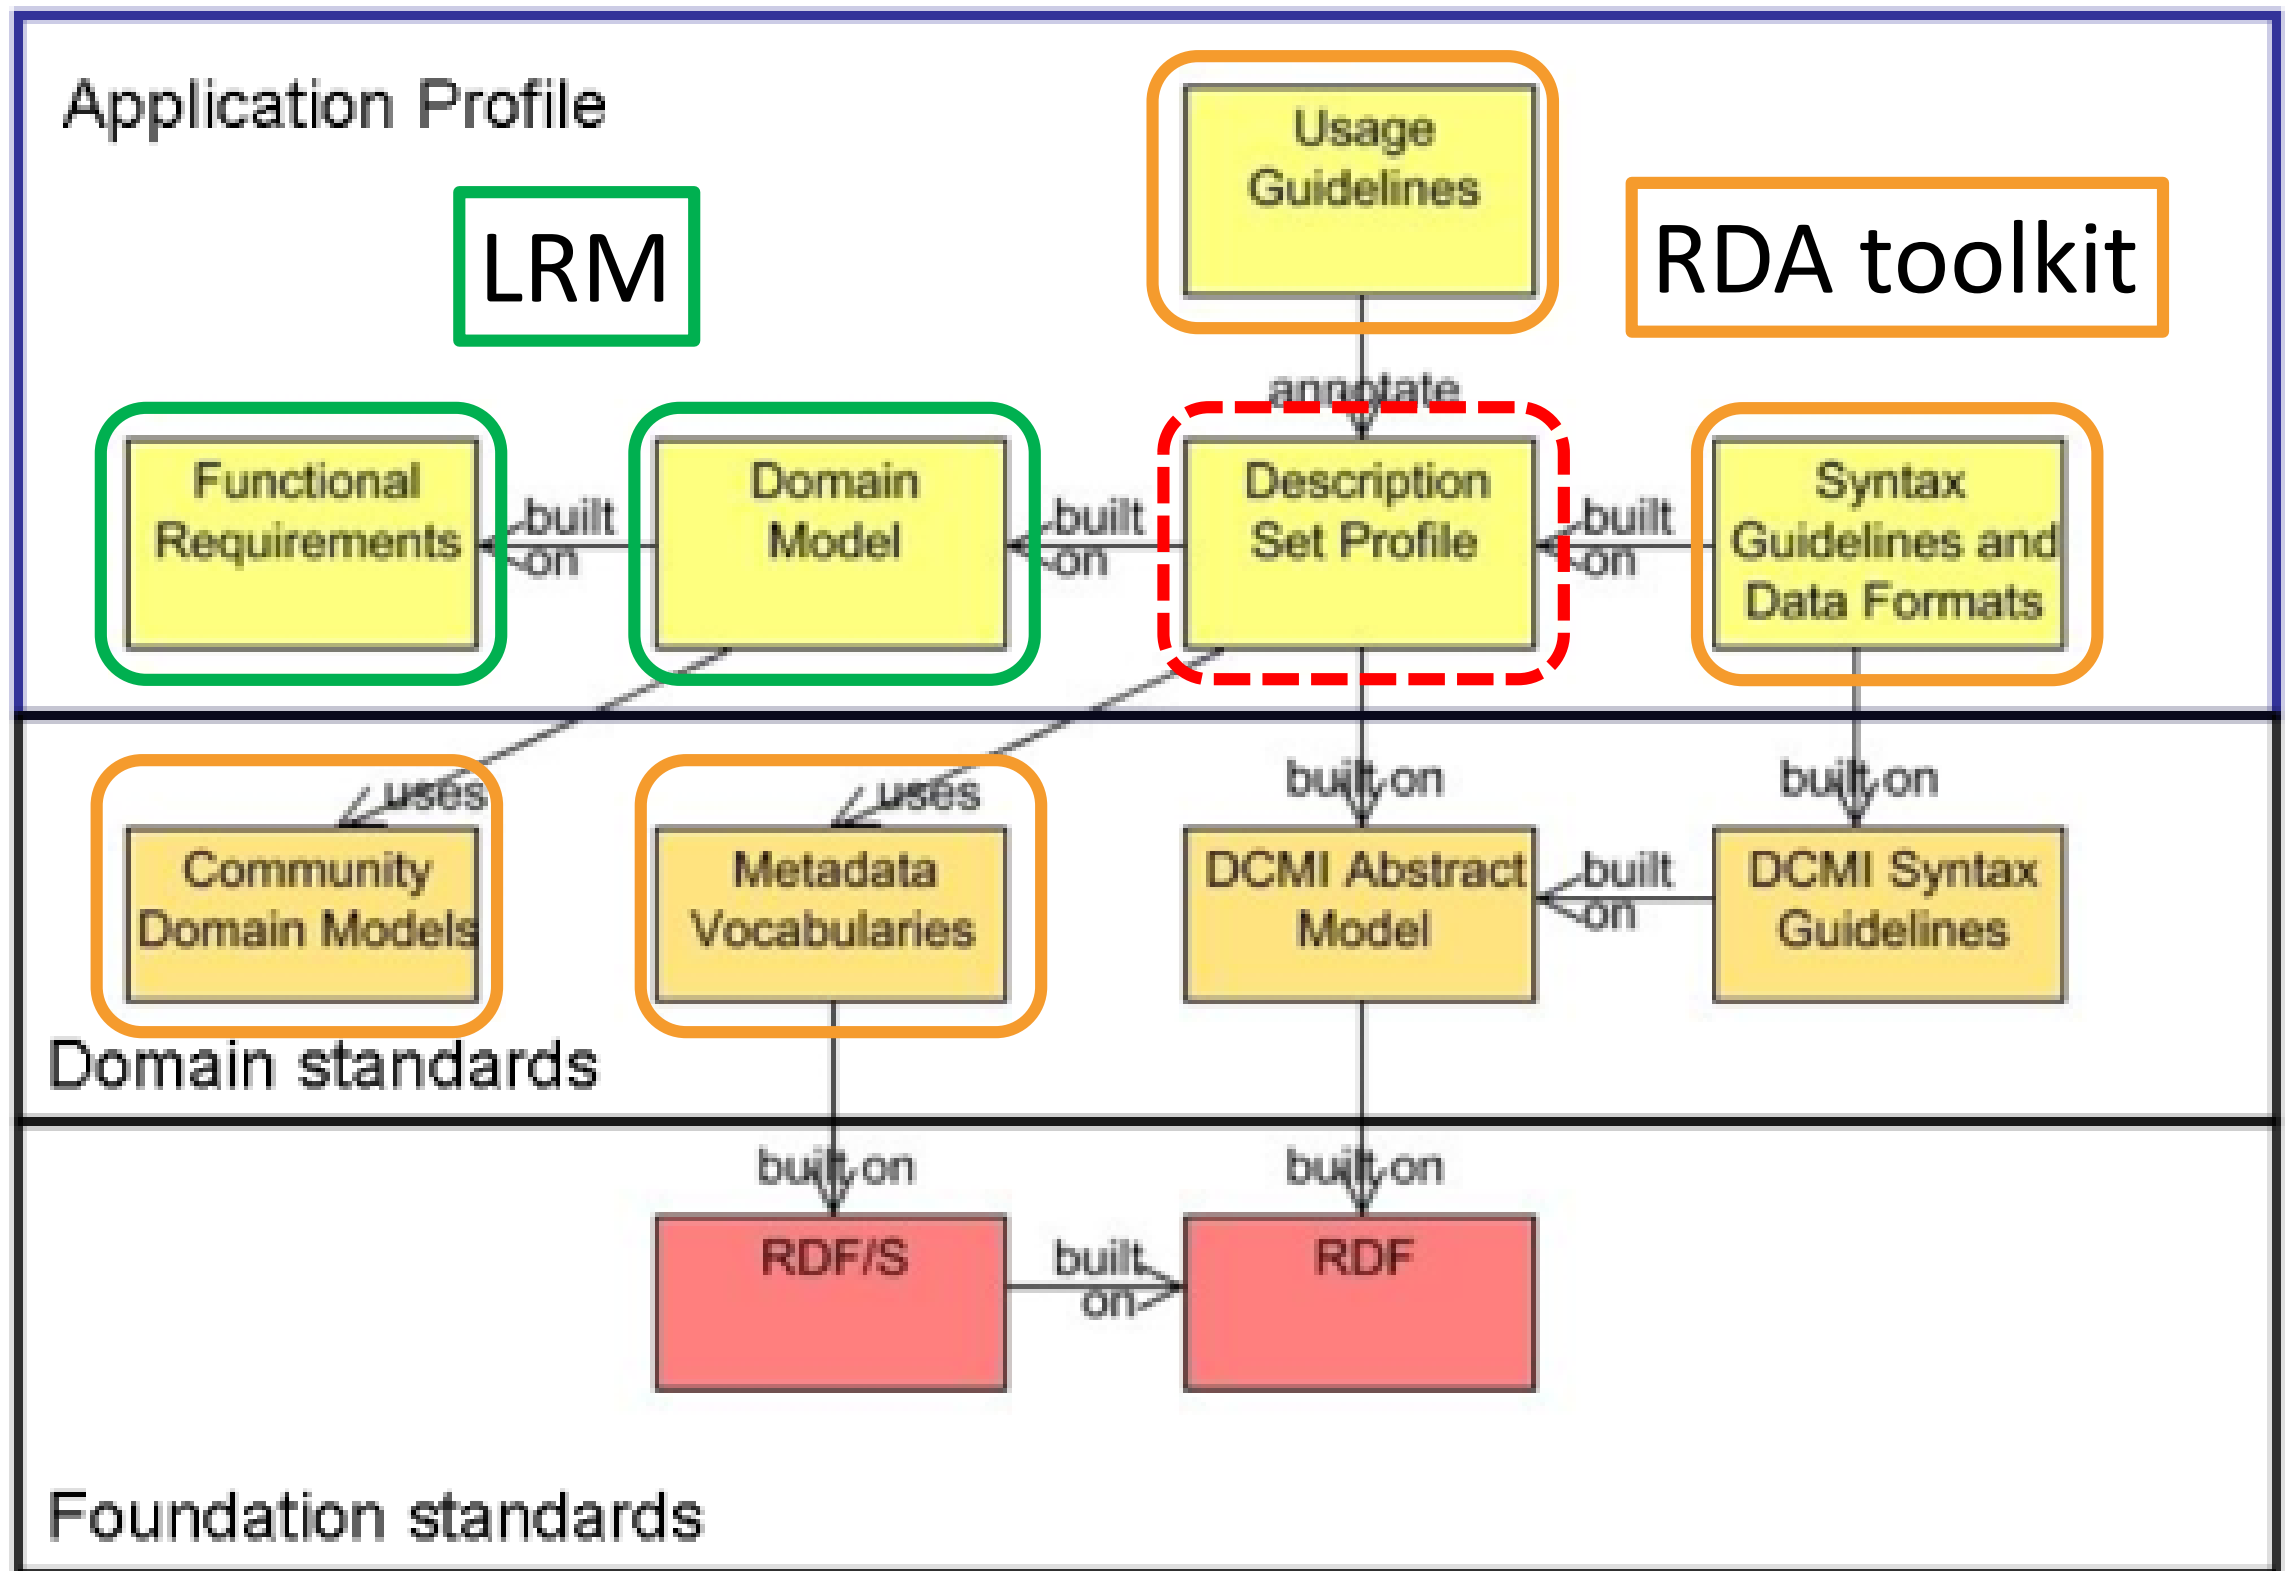 Application Profile
Usage
Guidelines
LRM
RDA toolkit
annotate
Functional
Requirements
built
on
Domain
Model
built
on
Description
Set Profile
built
on
Syntax
Guidelines and
Data Formats
uses
uses
built on
built on
Community
Domain Models
Metadata
Vocabularies
DCMI Abstract
Model
built
on
DCMI Syntax
Guidelines
Domain standards
built on
built on
RDF/S
built
on
RDF
Foundation standards